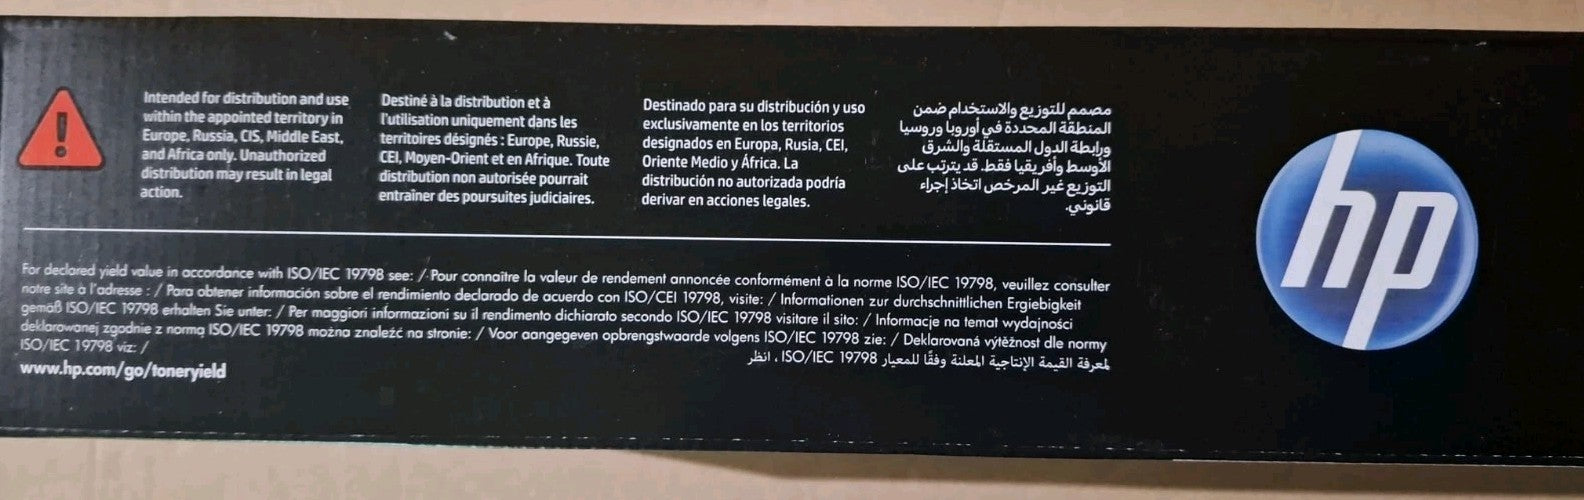 Intended for distribution and use
within the appointed territory in
Europe, Russia, CIS, Middle East,
and Africa only. Unauthorized
distribution may result in legal
action.
Destiné à la distribution et à
l'utilisation uniquement dans les
territoires désignés : Europe, Russie,
CEI, Moyen-Orient et en Afrique. Toute
distribution non autorisée pourrait
entraîner des poursuites judiciaires.
Destinado para su distribución y uso
exclusivamente en los territorios
designados en Europa, Rusia, CEI,
Oriente Medio y África. La
distribución no autorizada podría
derivar en acciones legales.
مصمم للتوزيع والاستخدام ضمن
المنطقة المحددة في أوروبا وروسيا
ورابطة الدول المستقلة والشرق
الأوسط وأفريقيا فقط. قد يترتب على
التوزيع غير المرخص اتخاذ إجراء
قانوني.
hp
For declared yield value in accordance with ISO/IEC 19798 see: / Pour connaître la valeur de rendement annoncée conformément à la norme ISO/IEC 19798, veuillez consulter
notre site à l'adresse : / Para obtener información sobre el rendimiento declarado de acuerdo con ISO/CEI 19798, visite: / Informationen zur durchschnittlichen Ergiebigkeit
gemäß ISO/IEC 19798 erhalten Sie unter: / Per maggiori informazioni su il rendimento dichiarato secondo ISO/IEC 19798 visitare il sito: / Informacje na temat wydajności
deklarowanej zgodnie z normą ISO/IEC 19798 można znaleźć na stronie: / Voor aangegeven opbrengstwaarde volgens ISO/IEC 19798 zie: / Deklarovaná výtěžnost dle normy
ISO/IEC 19798 viz: /
لمعرفة القيمة الإنتاجية المعلنة وفقًا للمعيار ISO/IEC 19798 ، انظر
www.hp.com/go/toneryield